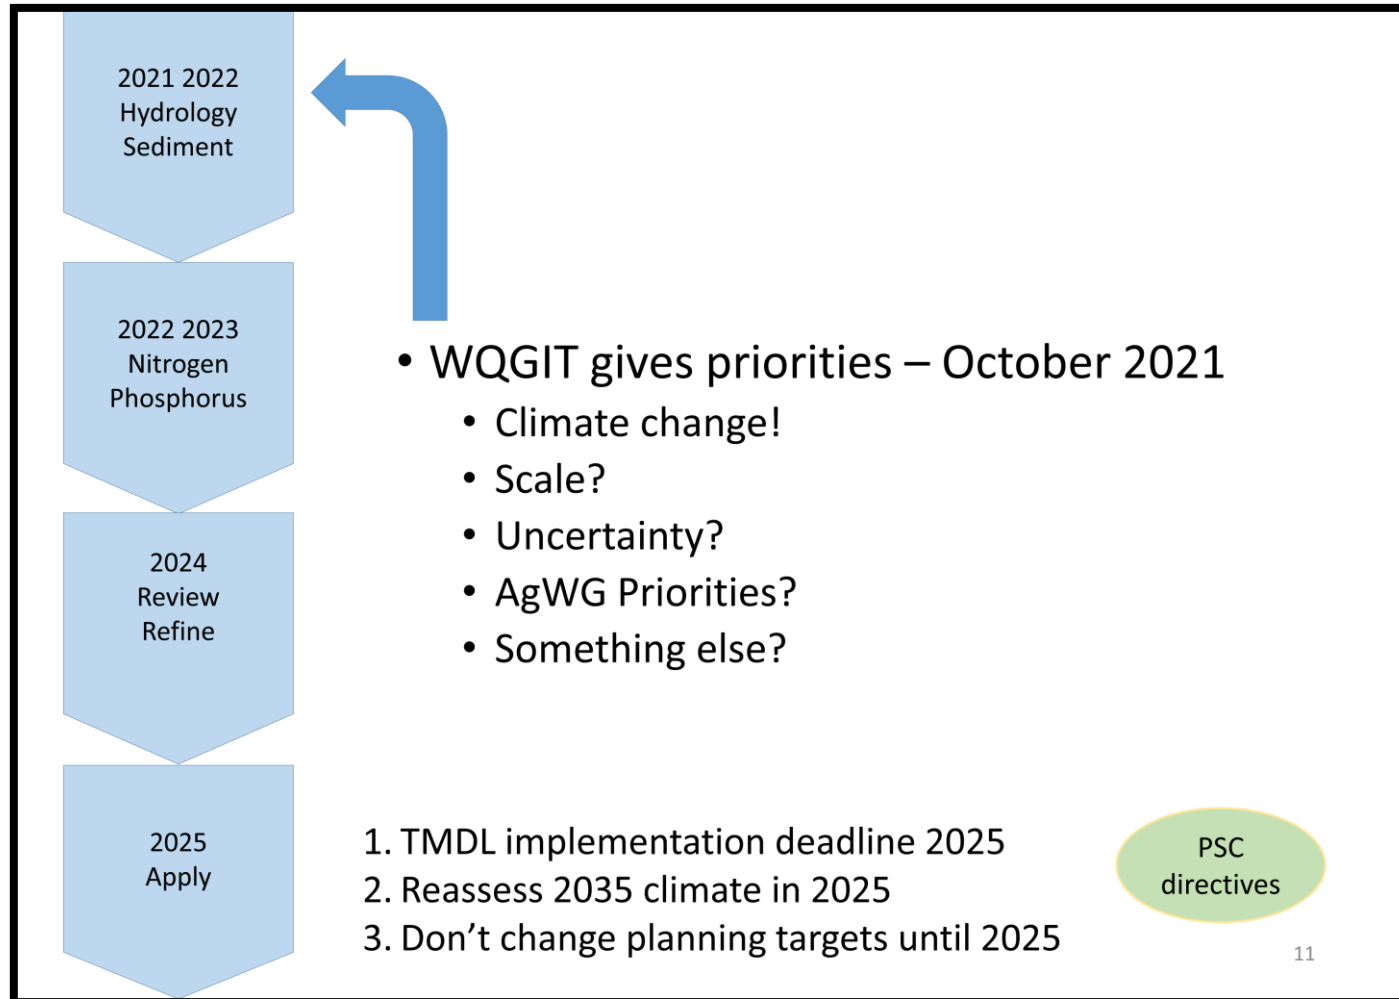 2021 2022
Hydrology
Sediment
2022 2023
Nitrogen
Phosphorus
2024
Review
Refine
2025
Apply
• WQGIT gives priorities – October 2021
• Climate change!
• Scale?
• Uncertainty?
• AgWG Priorities?
• Something else?
1. TMDL implementation deadline 2025
2. Reassess 2035 climate in 2025
3. Don’t change planning targets until 2025
PSC
directives
11